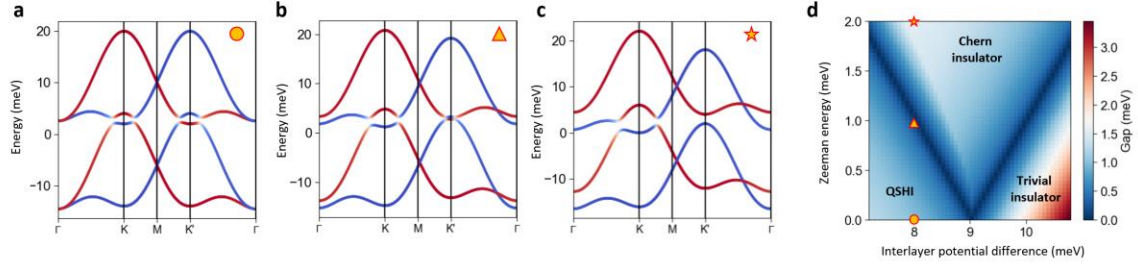 a
Energy (meV)
20
10
0
−10
Γ
K
M
K'
Γ
b
Energy (meV)
20
10
0
−10
Γ
K
M
K'
Γ
c
Energy (meV)
20
10
0
−10
Γ
K
M
K'
Γ
d
Zeeman energy (meV)
2.0
1.5
1.0
0.5
0.0
Chern
insulator
QSHI
Trivial
insulator
8
9
10
Interlayer potential difference (meV)
3.0
2.5
2.0
1.5
1.0
0.5
0.0
Gap (meV)